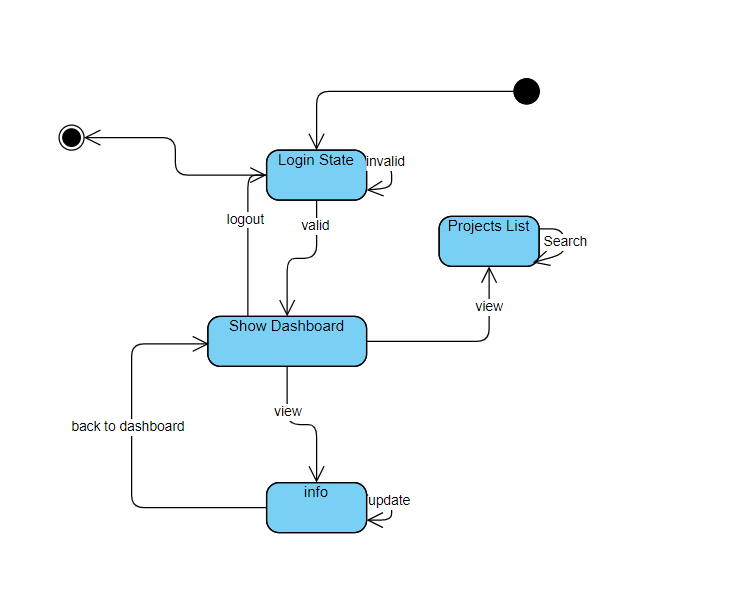 Login State
invalid
logout
valid
Projects List
Search
view
Show Dashboard
view
back to dashboard
info
update